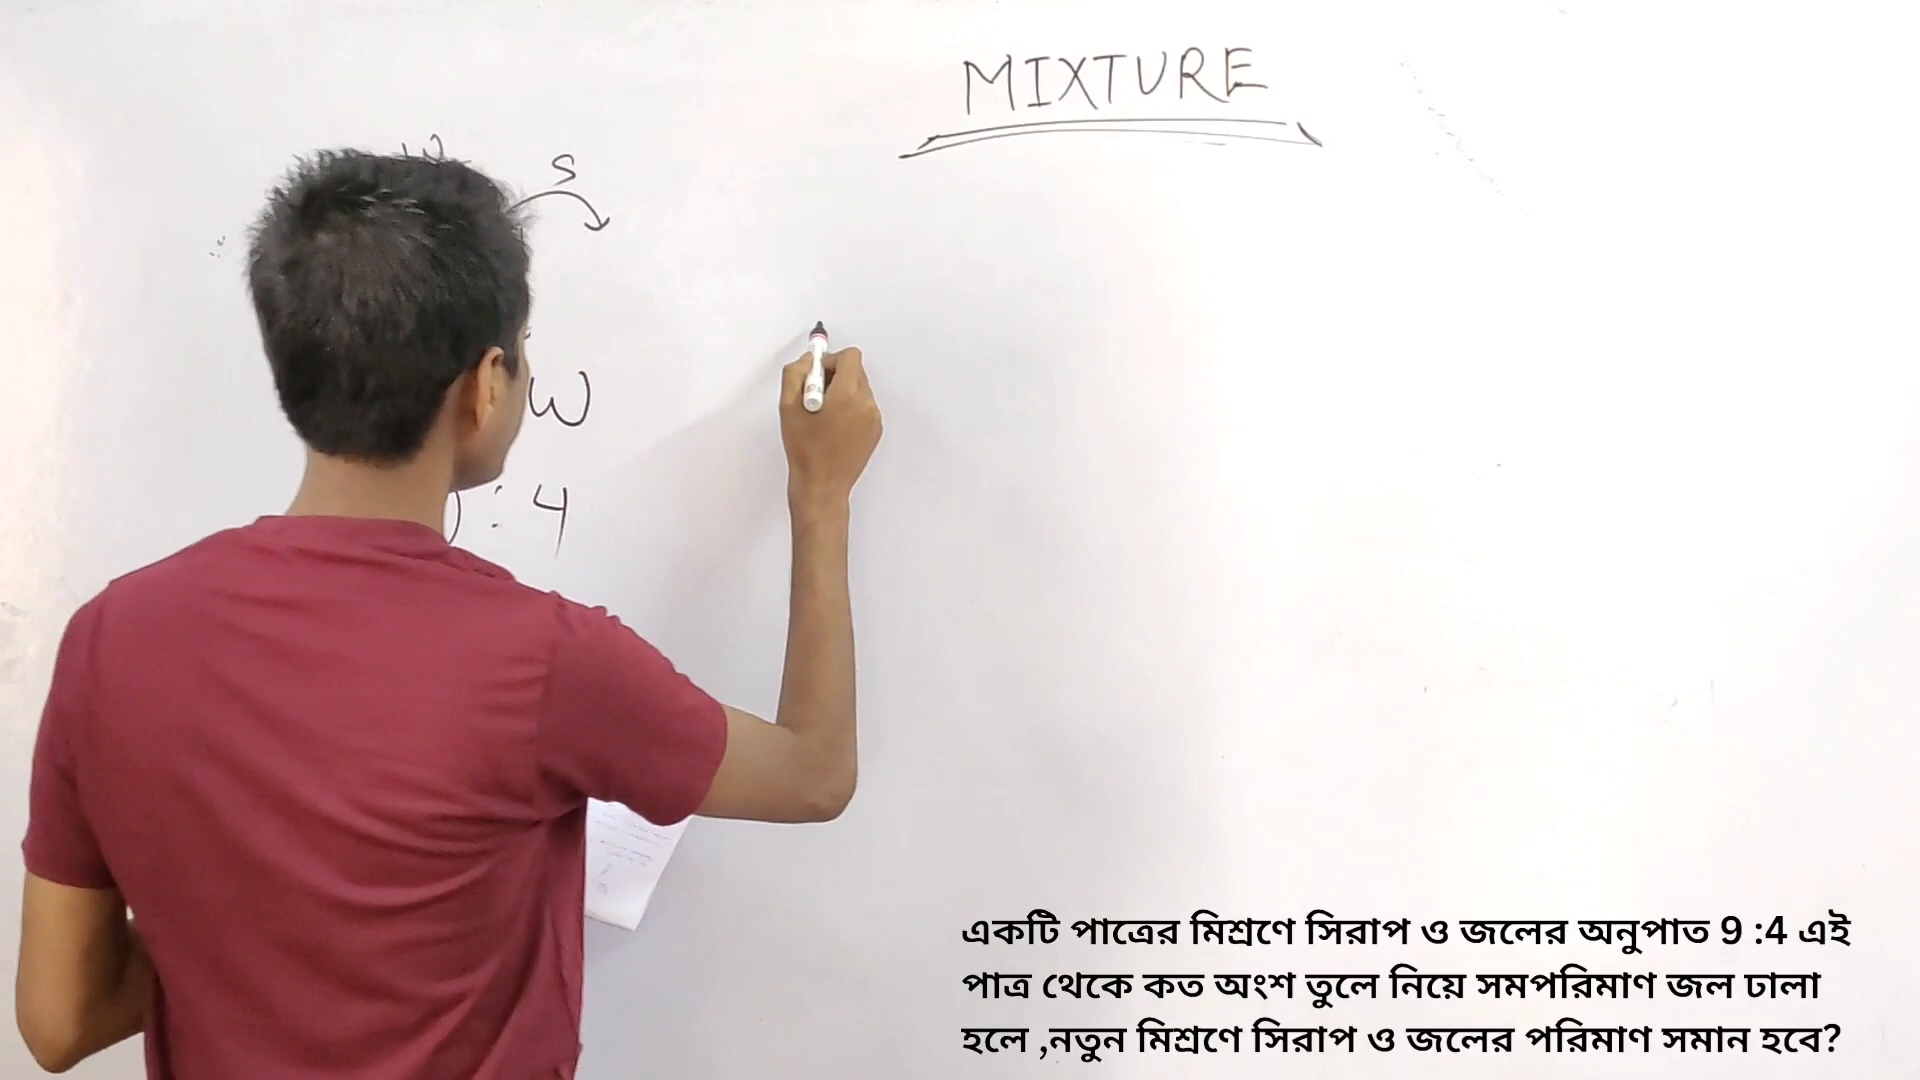 MIXTURE
S
W
: 4
একটি পাত্রের মিশ্রণে সিরাপ ও জলের অনুপাত 9 :4 এই
পাত্র থেকে কত অংশ তুলে নিয়ে সমপরিমাণ জল ঢালা
হলে ,নতুন মিশ্রণে সিরাপ ও জলের পরিমাণ সমান হবে?